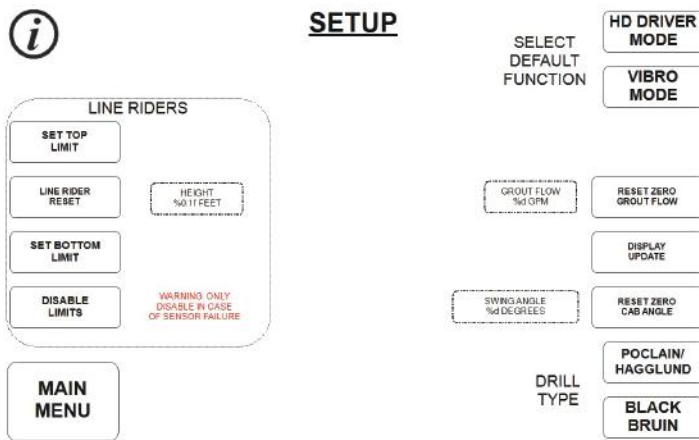 i
SETUP
SELECT
DEFAULT
FUNCTION
HD DRIVER
MODE
VIBRO
MODE
LINE RIDERS
SET TOP
LIMIT
LINE RIDER
RESET
HEIGHT
%0.1f FEET
SET BOTTOM
LIMIT
DISABLE
LIMITS
WARNING ONLY
DISABLE IN CASE
OF SENSOR FAILURE
MAIN
MENU
GROUT FLOW
%d GPM
RESET ZERO
GROUT FLOW
DISPLAY
UPDATE
SWING ANGLE
%d DEGREES
RESET ZERO
CAB ANGLE
DRILL
TYPE
POCLAIN/
HAGGLUND
BLACK
BRUIN